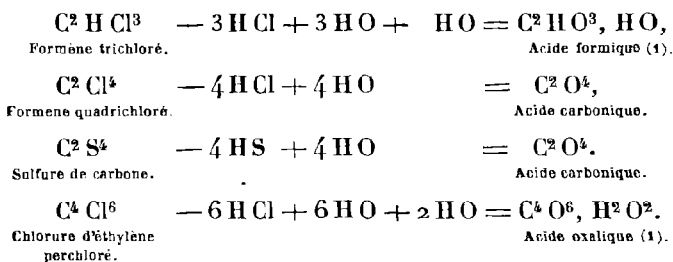 C² H Cl³ — 3 H Cl + 3 H O + H O = C² H O³, H O,
Formène trichloré. Acide formique (1).
C² Cl⁴ — 4 H Cl + 4 H O = C² O⁴,
Formene quadrichloré. Acide carbonique.
C² S⁴ — 4 H S + 4 H O = C² O⁴.
Sulfure de carbone. Acide carbonique.
C⁴ Cl⁶ — 6 H Cl + 6 H O + 2 H O = C⁴ O⁶, H² O².
Chlorure d'éthylène Acide oxalique (1).
perchloré.